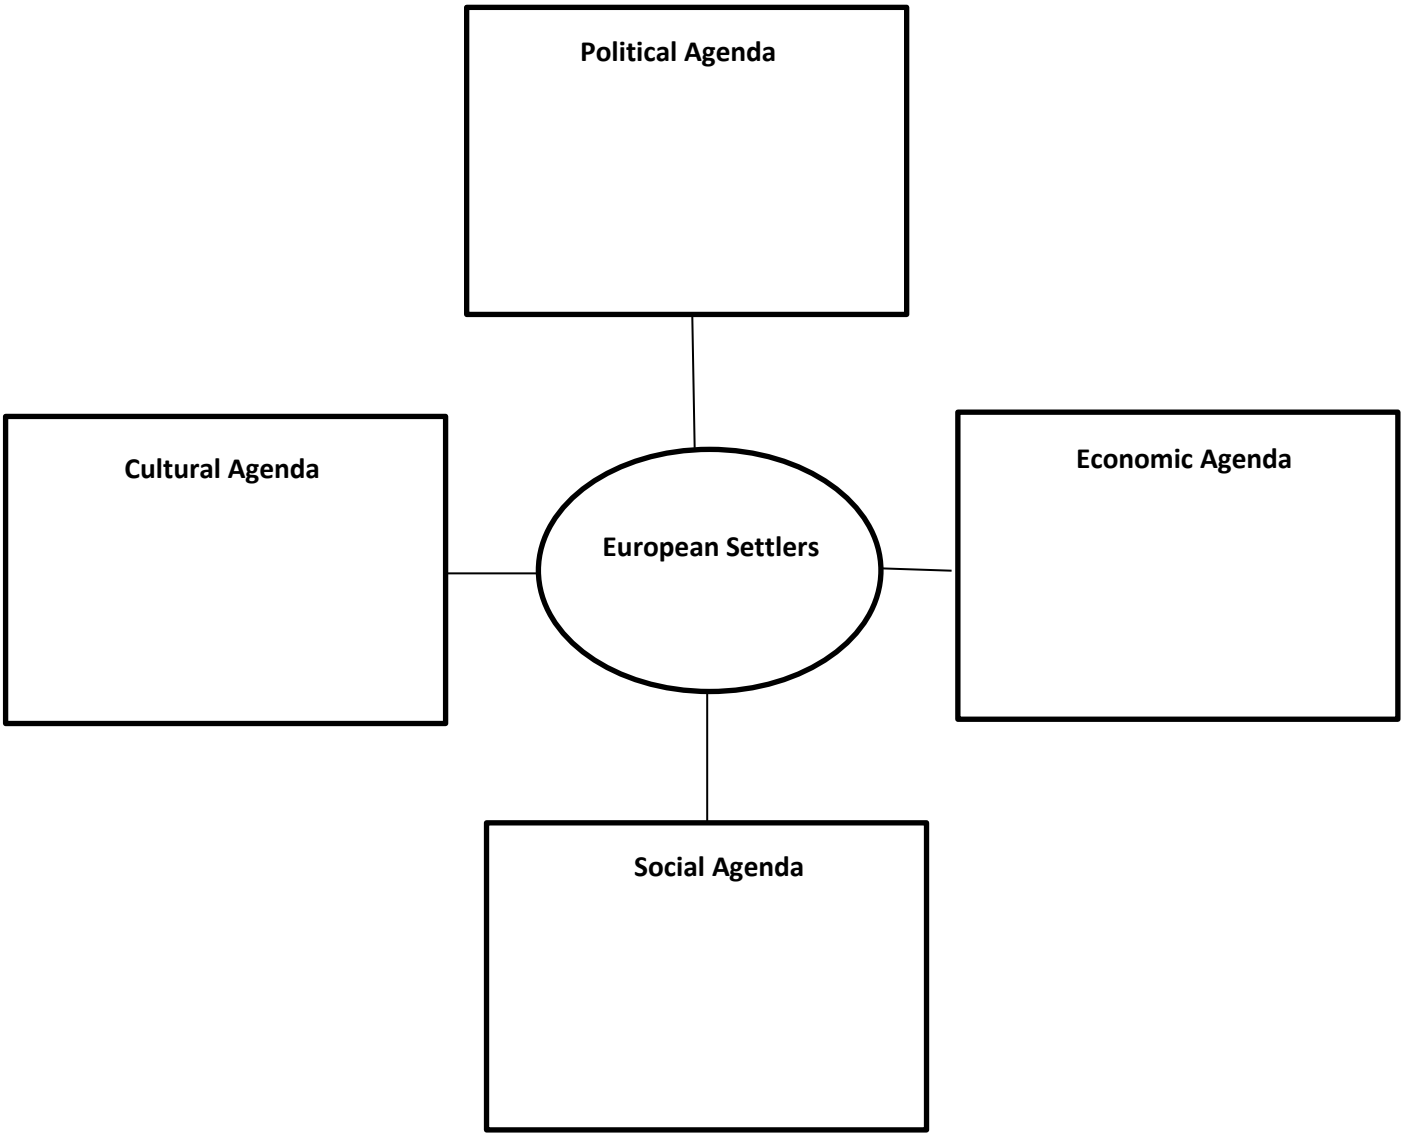 Political Agenda
Cultural Agenda
Economic Agenda
European Settlers
Social Agenda